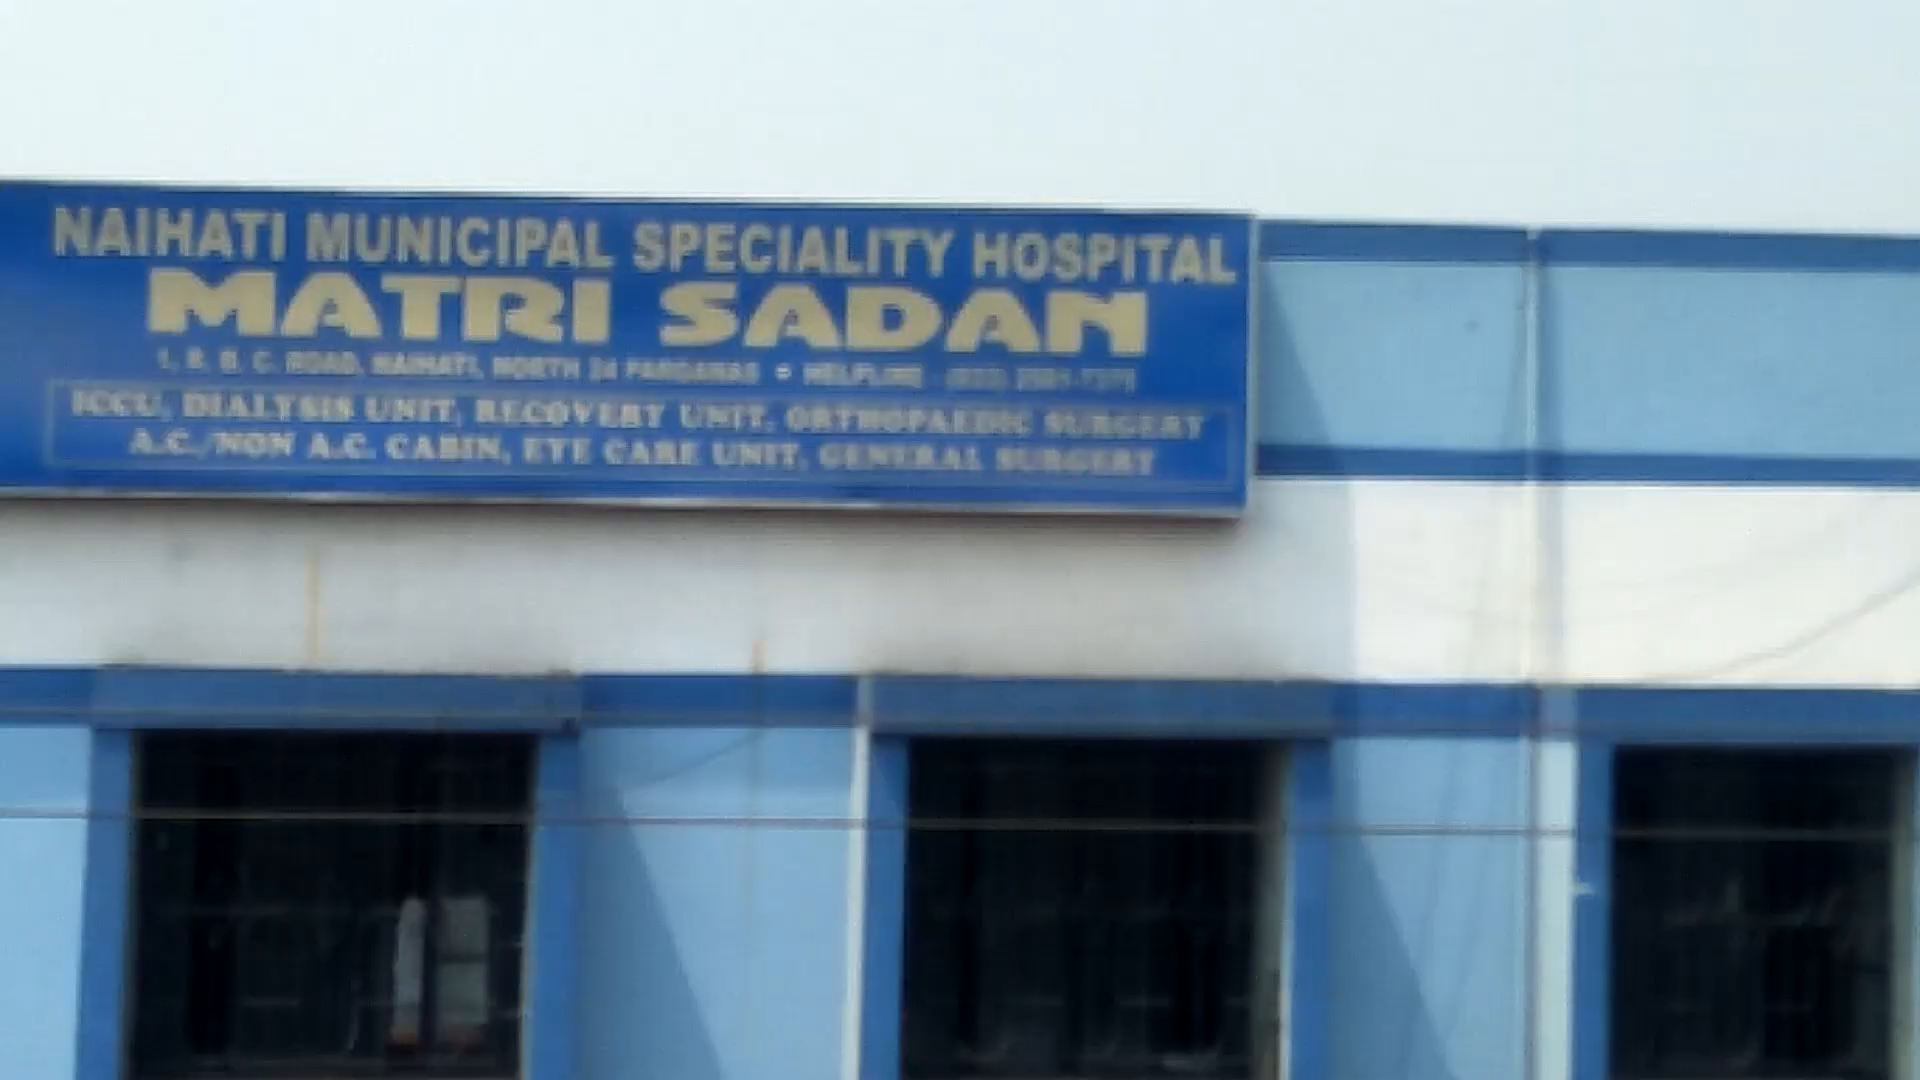 NAIHATI MUNICIPAL SPECIALITY HOSPITAL
MATRI SADAN
ROAD, NAIHATI, NORTH 24 PARGANAS • HELPLINE
ICCU, DIALYSIS UNIT, RECOVERY UNIT, ORTHOPAEDIC SURGERY
A.C./NON A.C. CABIN, EYE CARE UNIT, GENERAL SURGERY